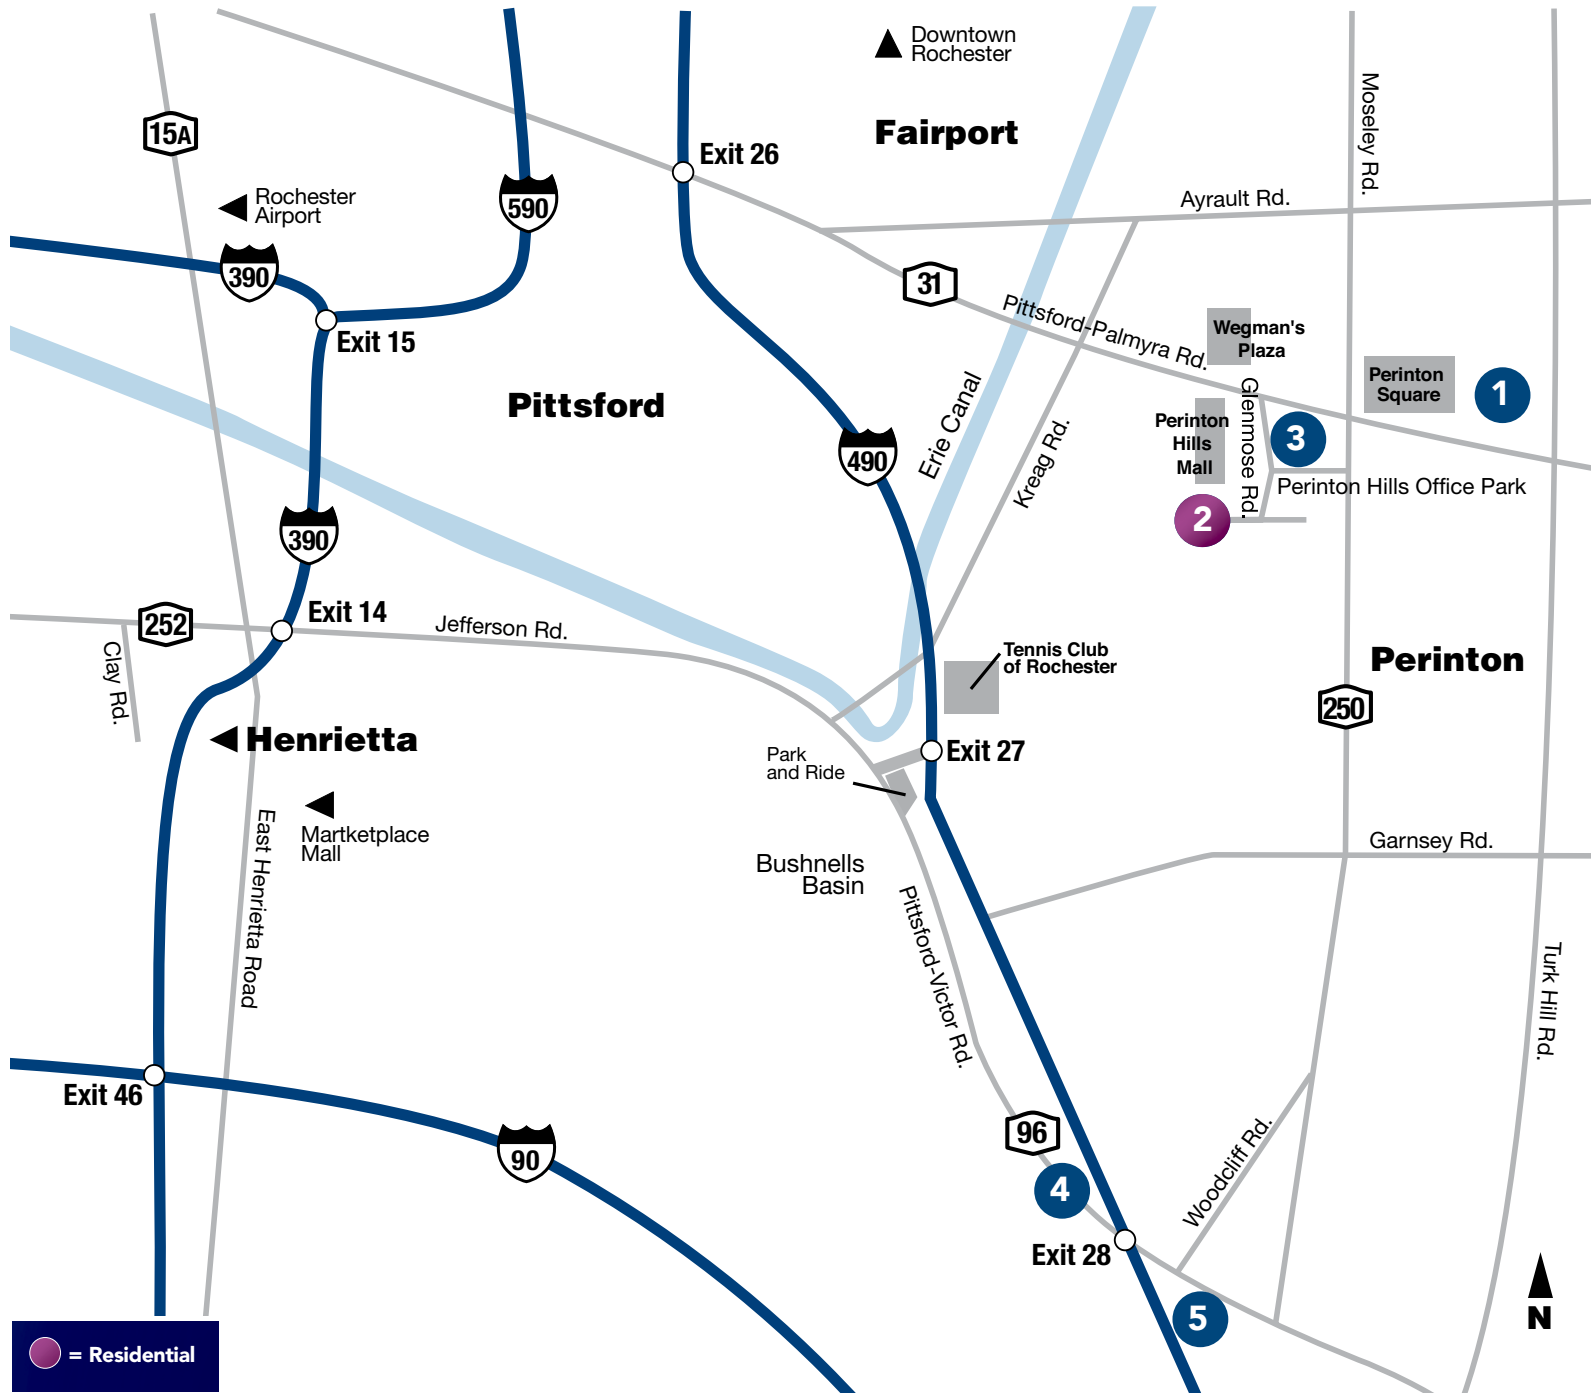 Downtown
Rochester
Fairport
Moseley Rd.
15A
Exit 26
Rochester
Airport
590
Ayrault Rd.
390
31
Exit 15
Pittsford-Palmyra Rd.
Wegman's
Plaza
Pittsford
Perinton
Square
1
Glenmose Rd.
Perinton
Hills
Mall
3
Erie Canal
Kreag Rd.
490
Perinton Hills Office Park
2
390
Exit 14
252
Jefferson Rd.
Clay Rd.
Tennis Club
of Rochester
Perinton
250
Henrietta
Exit 27
Park
and Ride
Martketplace
Mall
East Henrietta Road
Garnsey Rd.
Bushnells
Basin
Pittsford-Victor Rd.
Turk Hill Rd.
Exit 46
90
96
Woodcliff Rd.
4
Exit 28
5
N
= Residential